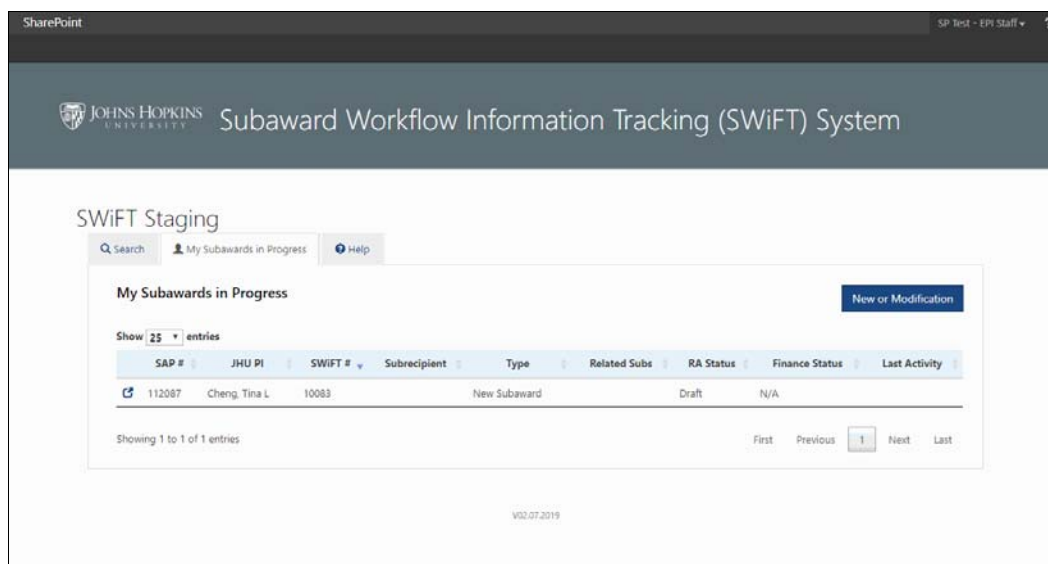 SharePoint SP Test - EPI Staff ?
JOHNS HOPKINS
UNIVERSITY
Subaward Workflow Information Tracking (SWiFT) System
SWiFT Staging
Search My Subawards in Progress Help
My Subawards in Progress
New or Modification
Show 25 entries
SAP # JHU PI SWiFT # Subrecipient Type Related Subs RA Status Finance Status Last Activity
112087 Cheng, Tina L 10083 New Subaward Draft N/A
Showing 1 to 1 of 1 entries First Previous 1 Next Last
V02.07.2019